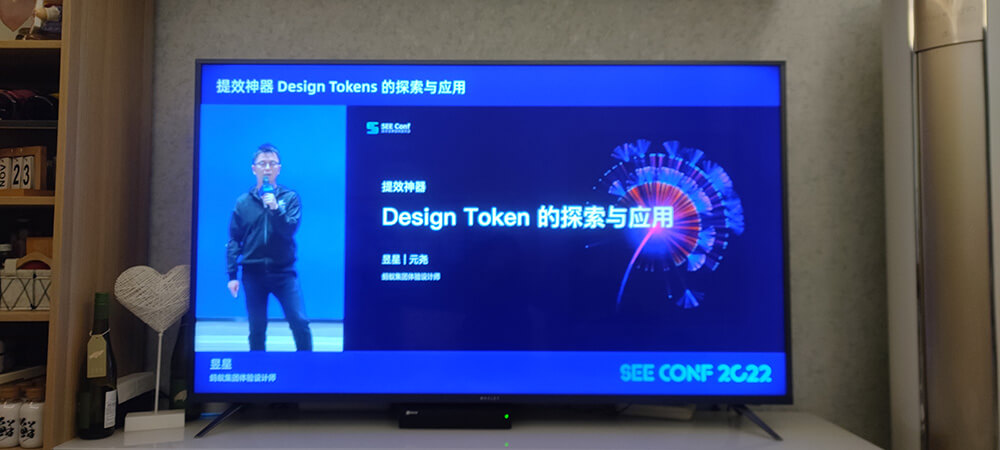 提效神器 Design Tokens 的探索与应用
SEE Conf
提效神器
Design Token 的探索与应用
昱星 | 元尧
蚂蚁集团体验设计师
昱星
蚂蚁集团体验设计师
SEE CONF 2022
NOV
23